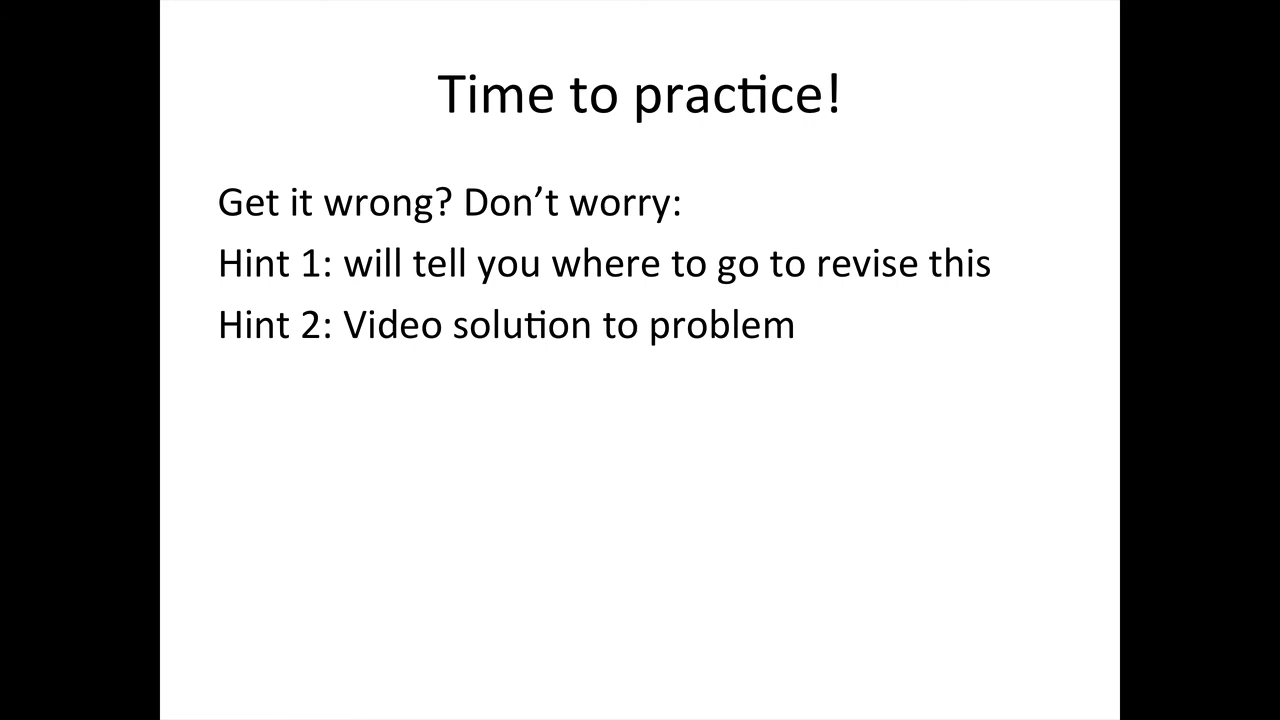 Time to practice!
Get it wrong? Don’t worry:
Hint 1: will tell you where to go to revise this
Hint 2: Video solution to problem